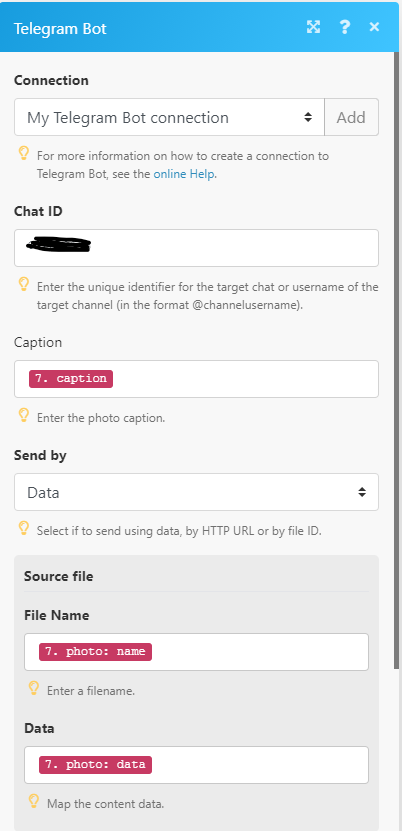 Telegram Bot
Connection
My Telegram Bot connection
Add
For more information on how to create a connection to
Telegram Bot, see the online Help.
Chat ID
Enter the unique identifier for the target chat or username of the
target channel (in the format @channelusername).
Caption
7. caption
Enter the photo caption.
Send by
Data
Select if to send using data, by HTTP URL or by file ID.
Source file
File Name
7. photo: name
Enter a filename.
Data
7. photo: data
Map the content data.